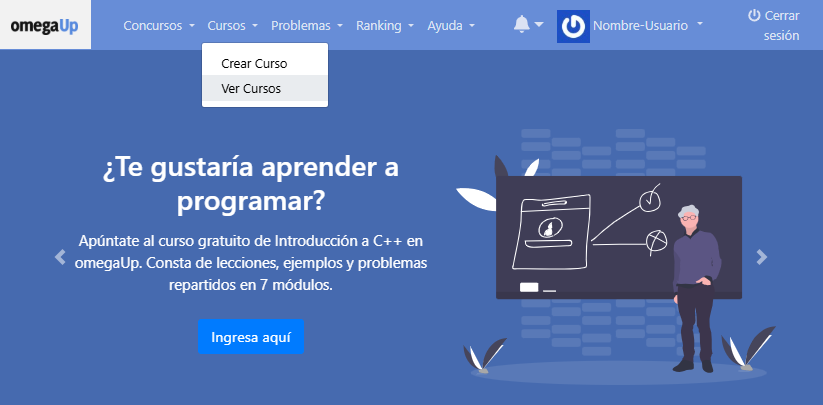 omegaUp
Concursos Cursos Problemas Ranking Ayuda Nombre-Usuario Cerrar
sesión
Crear Curso
Ver Cursos
¿Te gustaría aprender a
programar?
Apúntate al curso gratuito de Introducción a C++ en
omegaUp. Consta de lecciones, ejemplos y problemas
repartidos en 7 módulos.
Ingresa aquí